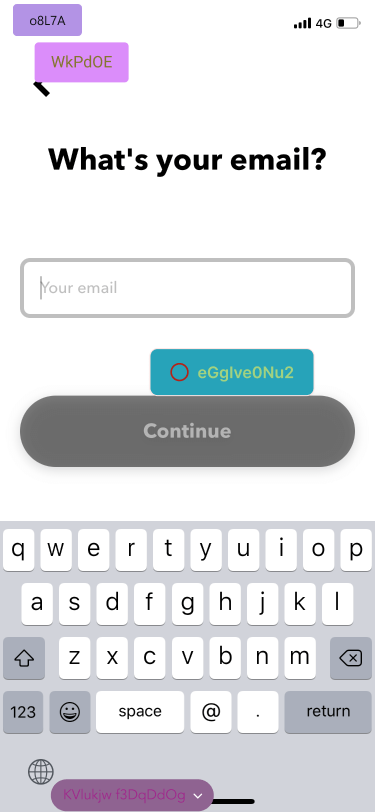 o8L7A
4G
WkPdOE
What's your email?
Your email
eGgIve0Nu2
Continue
q w e r t y u i o p
a s d f g h j k l
z x c v b n m
123 space @ . return
KVlukjw f3DqDdOg